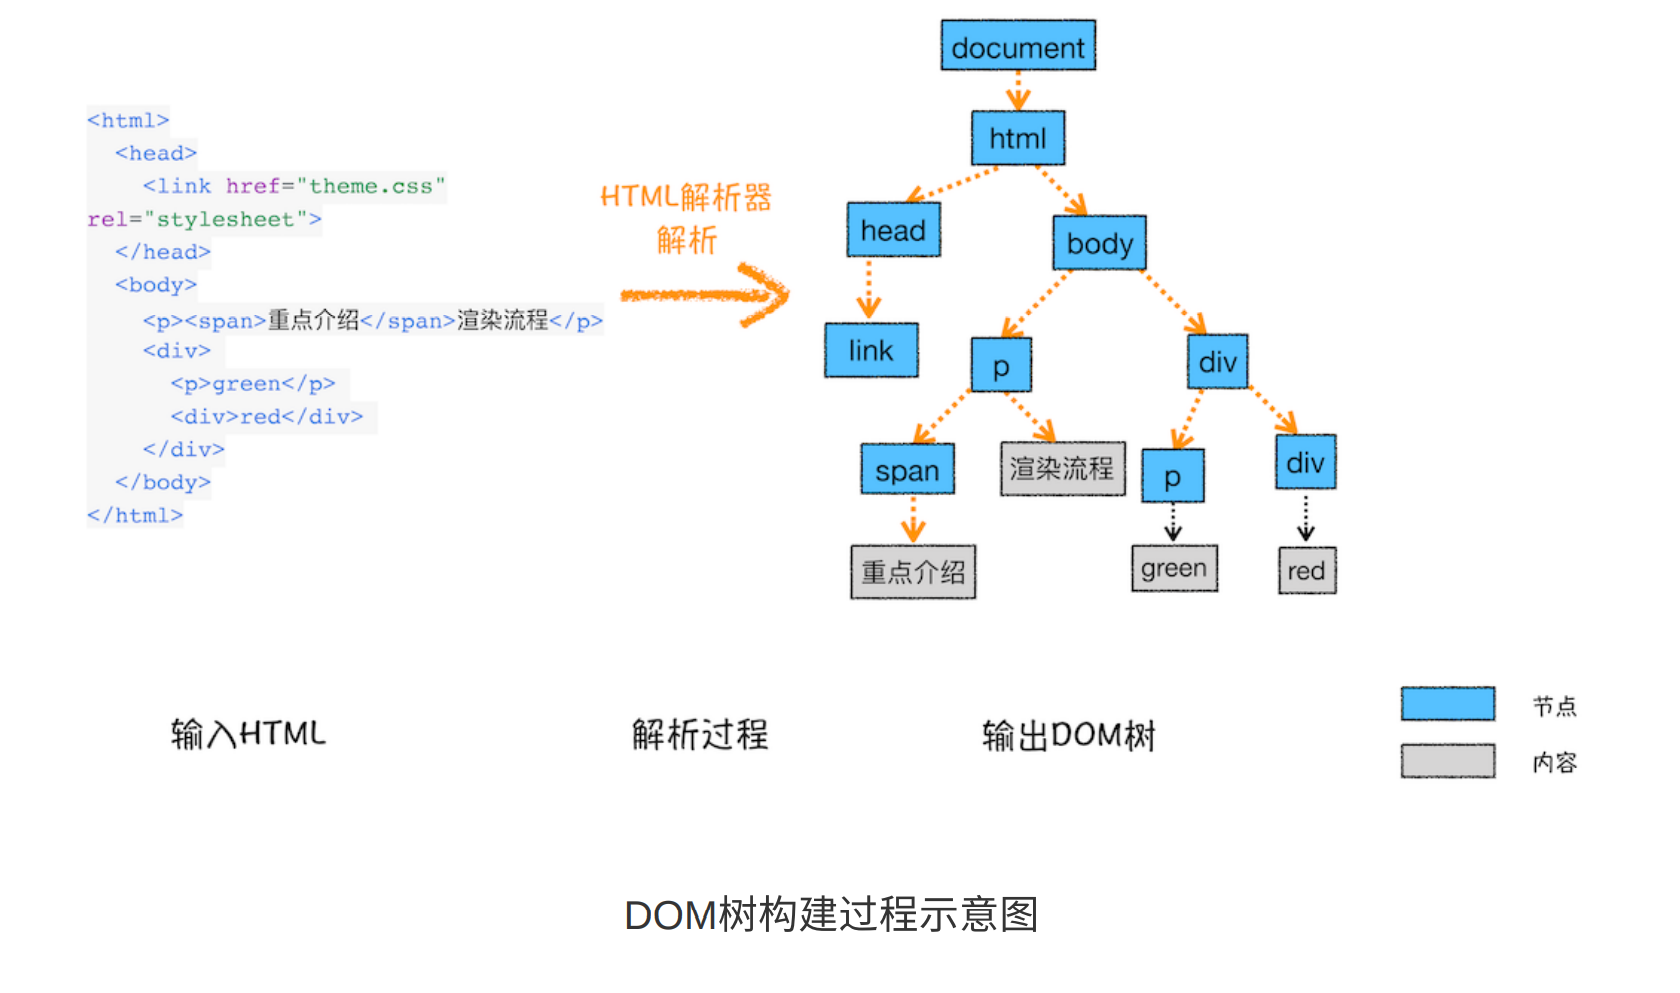 <html>
<head>
<link href="theme.css"
rel="stylesheet">
</head>
<body>
<p><span>重点介绍</span>渲染流程</p>
<div>
<p>green</p>
<div>red</div>
</div>
</body>
</html>
HTML解析器
解析
document
html
head
body
link
p
div
span
渲染流程
p
div
重点介绍
green
red
输入HTML
解析过程
输出DOM树
节点
内容
DOM树构建过程示意图